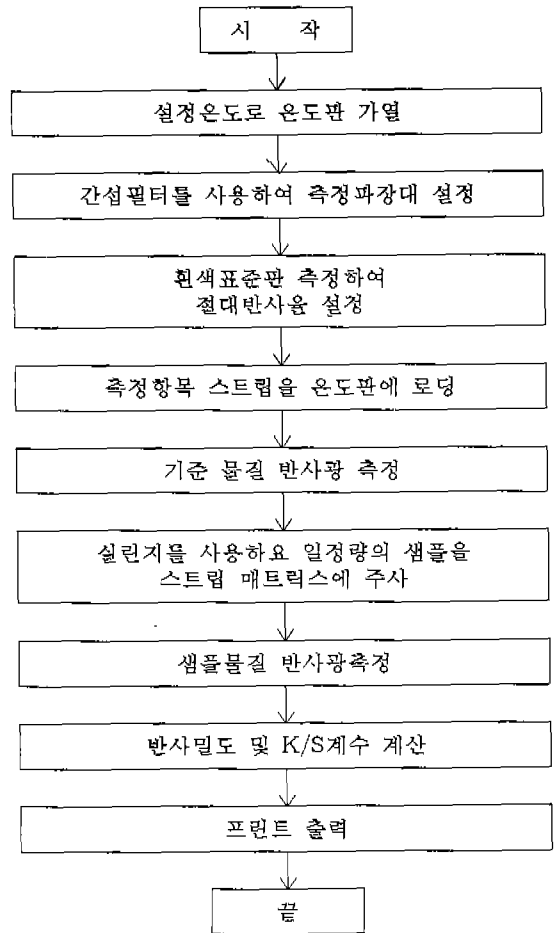 시 작
설정온도로 온도판 가열
간섭필터를 사용하여 측정파장대 설정
흰색표준판 측정하여
절대반사율 설정
측정항목 스트립을 온도판에 로딩
기준 물질 반사광 측정
실린지를 사용하요 일정량의 샘플을
스트립 매트릭스에 주사
샘플물질 반사광측정
반사밀도 및 K/S계수 계산
프린트 출력
끝